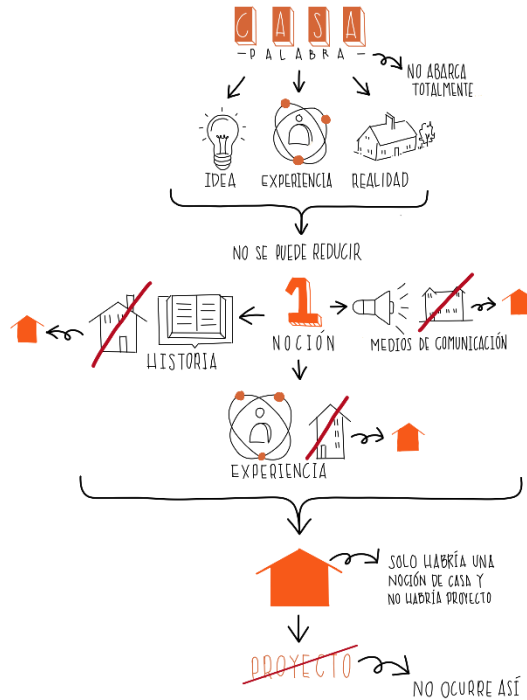 CASA
-PALABRA-
NO ABARCA
TOTALMENTE
IDEA
EXPERIENCIA
REALIDAD
NO SE PUEDE REDUCIR
1
NOCIÓN
HISTORIA
MEDIOS DE COMUNICACIÓN
EXPERIENCIA
SOLO HABRÍA UNA
NOCIÓN DE CASA Y
NO HABRÍA PROYECTO
PROYECTO
NO OCURRE ASÍ